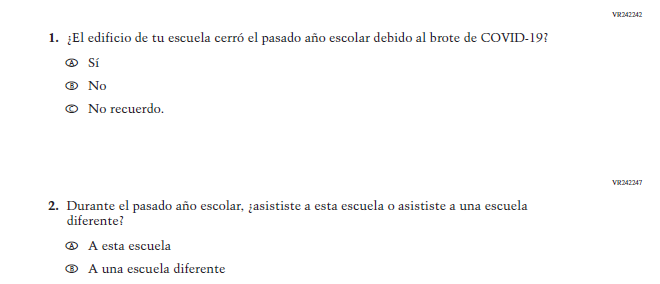 VR242242
1. ¿El edificio de tu escuela cerró el pasado año escolar debido al brote de COVID-19?
Ⓐ Sí
Ⓑ No
Ⓒ No recuerdo.
VR242247
2. Durante el pasado año escolar, ¿asististe a esta escuela o asististe a una escuela
diferente?
Ⓐ A esta escuela
Ⓑ A una escuela diferente